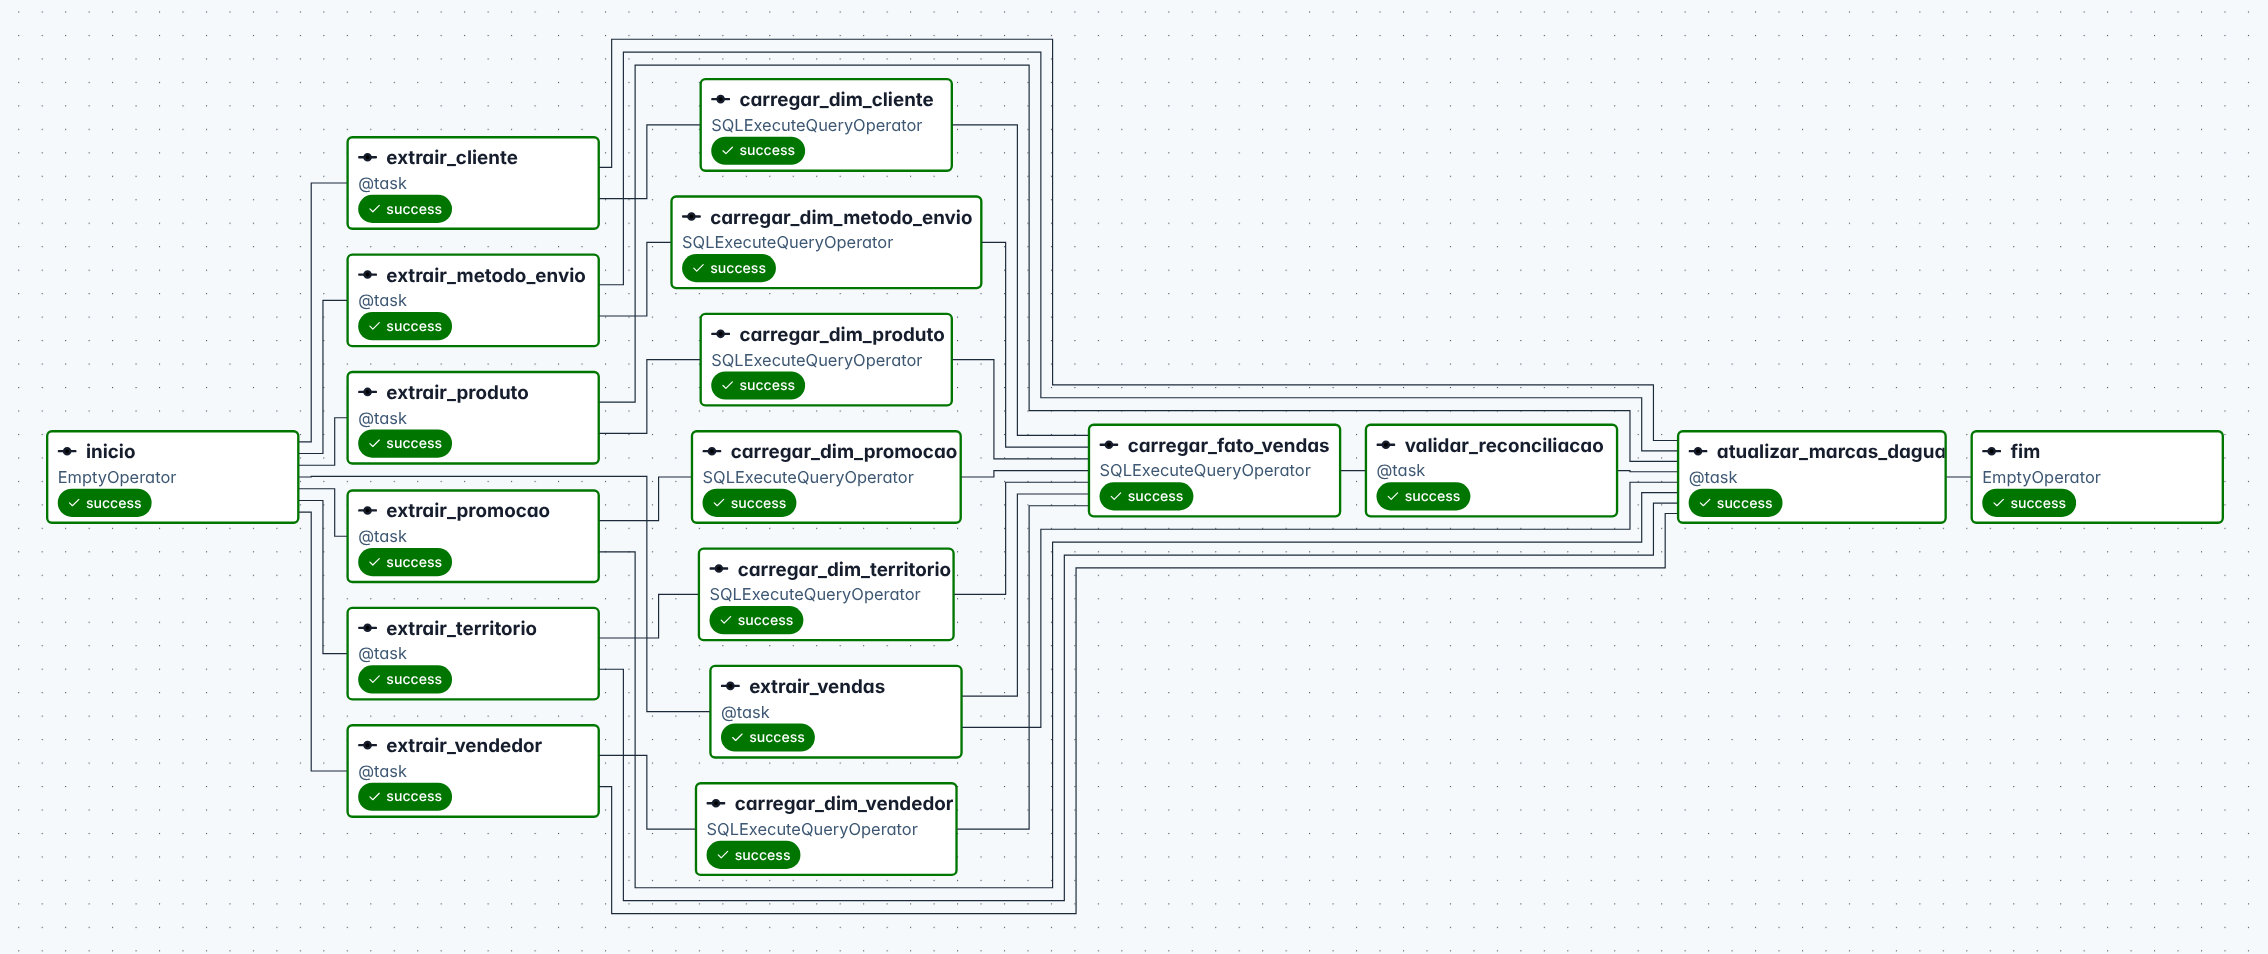 inicio
EmptyOperator
success
extrair_cliente
@task
success
extrair_metodo_envio
@task
success
extrair_produto
@task
success
extrair_promocao
@task
success
extrair_territorio
@task
success
extrair_vendedor
@task
success
carregar_dim_cliente
SQLExecuteQueryOperator
success
carregar_dim_metodo_envio
SQLExecuteQueryOperator
success
carregar_dim_produto
SQLExecuteQueryOperator
success
carregar_dim_promocao
SQLExecuteQueryOperator
success
carregar_dim_territorio
SQLExecuteQueryOperator
success
extrair_vendas
@task
success
carregar_dim_vendedor
SQLExecuteQueryOperator
success
carregar_fato_vendas
SQLExecuteQueryOperator
success
validar_reconciliacao
@task
success
atualizar_marcas_dagua
@task
success
fim
EmptyOperator
success